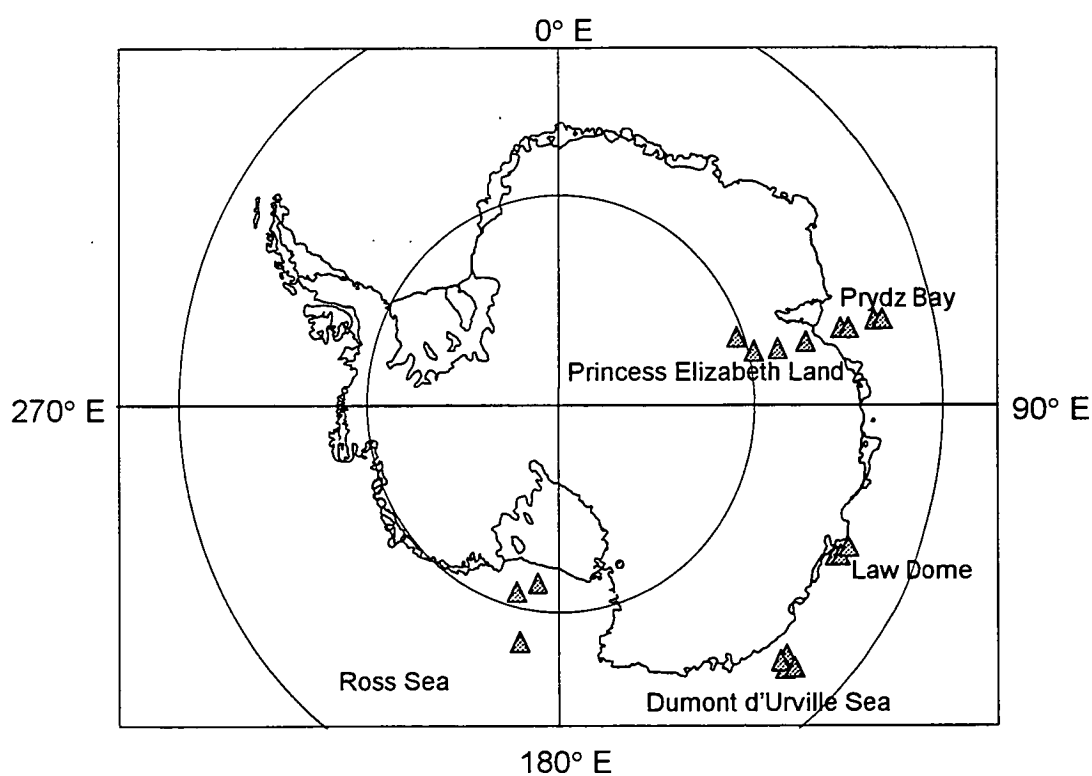 0° E
Prydz Bay
Princess Elizabeth Land
270° E
90° E
Law Dome
Ross Sea
Dumont d'Urville Sea
180° E